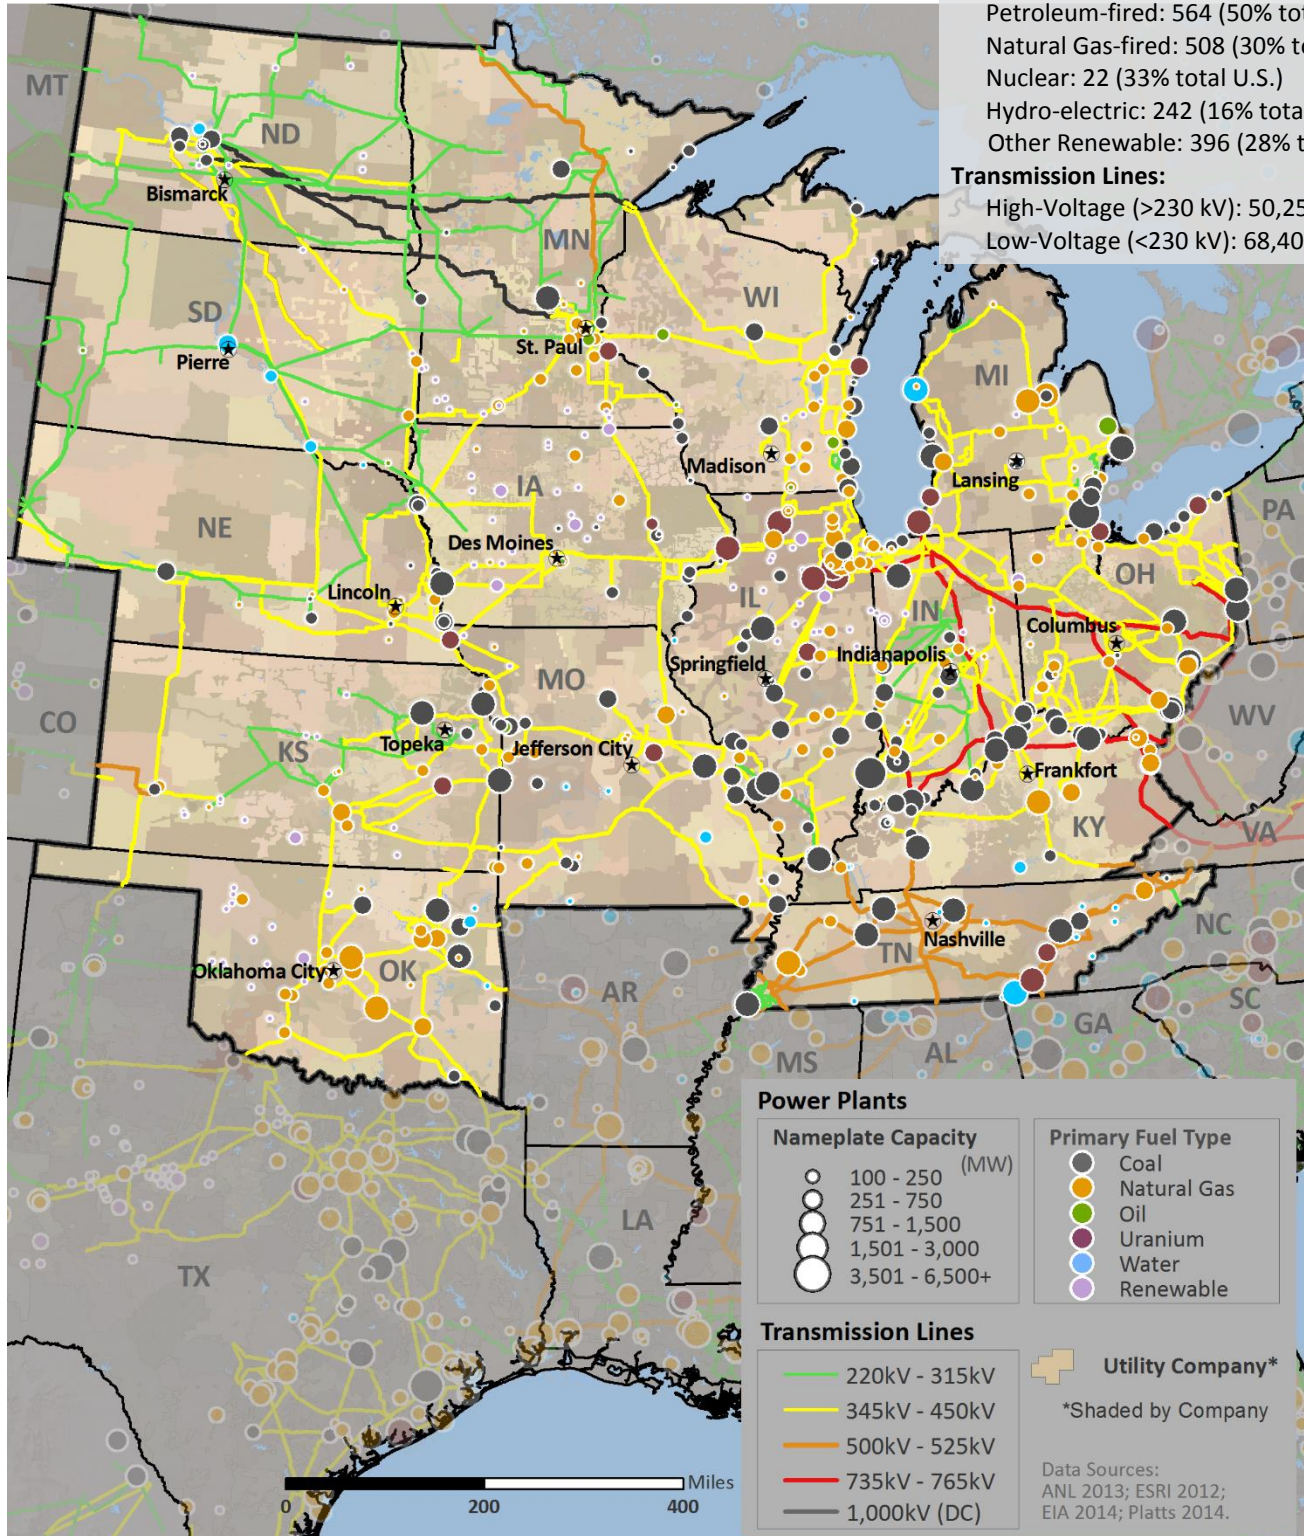 Petroleum-fired: 564 (50% to
Natural Gas-fired: 508 (30% t
Nuclear: 22 (33% total U.S.)
Hydro-electric: 242 (16% tota
Other Renewable: 396 (28% t
Transmission Lines:
High-Voltage (>230 kV): 50,25
Low-Voltage (<230 kV): 68,40
MT
ND
Bismarck
MN
WI
SD
St. Paul
Pierre
MI
Madison
Lansing
IA
NE
PA
Des Moines
OH
Lincoln
IL
IN
Columbus
Springfield
Indianapolis
MO
CO
WV
Topeka
Jefferson City
KS
Frankfort
KY
VA
NC
Nashville
TN
Oklahoma City
OK
AR
SC
GA
MS
AL
LA
TX
Power Plants
Nameplate Capacity
(MW)
100 - 250
251 - 750
751 - 1,500
1,501 - 3,000
3,501 - 6,500+
Primary Fuel Type
Coal
Natural Gas
Oil
Uranium
Water
Renewable
Transmission Lines
220kV - 315kV
345kV - 450kV
500kV - 525kV
735kV - 765kV
1,000kV (DC)
Utility Company*
*Shaded by Company
Data Sources:
ANL 2013; ESRI 2012;
EIA 2014; Platts 2014.
Miles
0 200 400